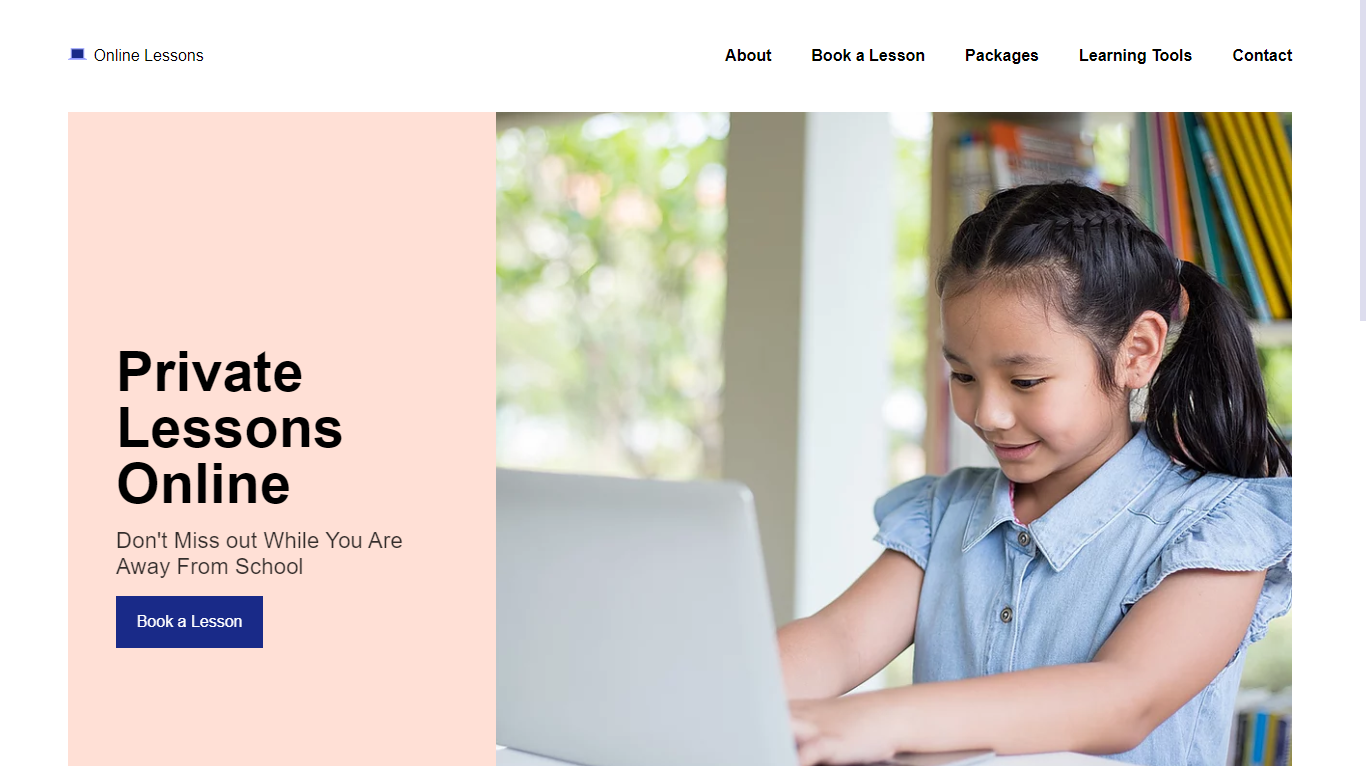 Online Lessons
About
Book a Lesson
Packages
Learning Tools
Contact
Private
Lessons
Online
Don't Miss out While You Are
Away From School
Book a Lesson